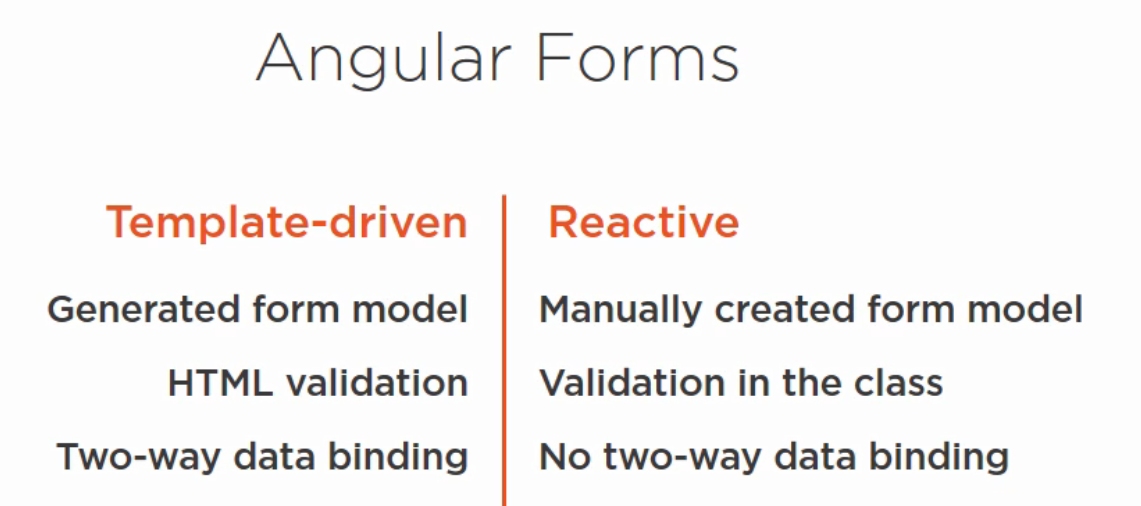 Angular Forms
Template-driven
Generated form model
HTML validation
Two-way data binding
Reactive
Manually created form model
Validation in the class
No two-way data binding